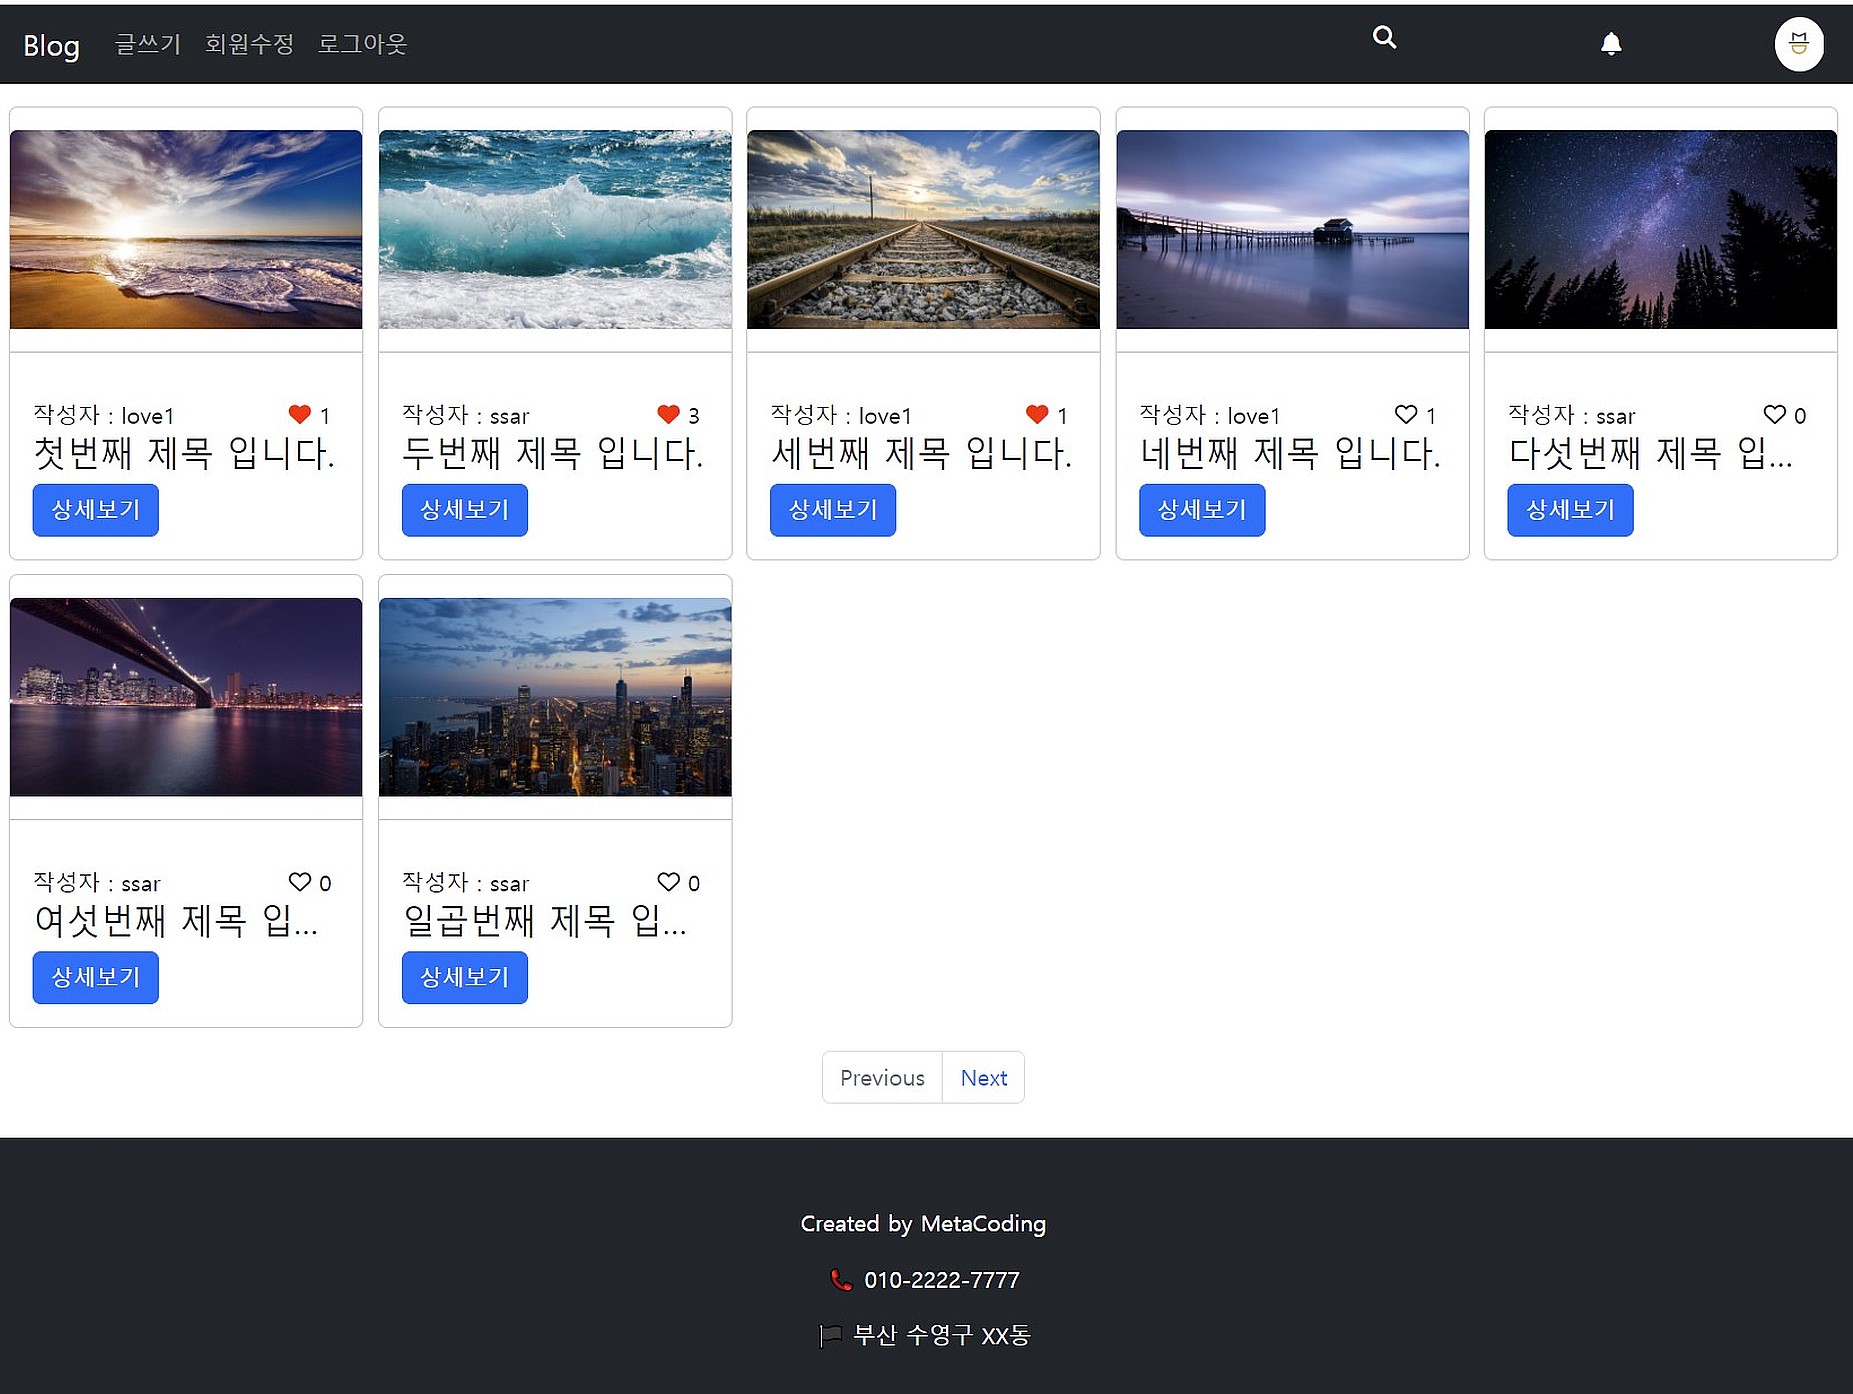 Blog 글쓰기 회원수정 로그아웃
작성자 : love1 1
첫번째 제목 입니다.
상세보기
작성자 : ssar 3
두번째 제목 입니다.
상세보기
작성자 : love1 1
세번째 제목 입니다.
상세보기
작성자 : love1 1
네번째 제목 입니다.
상세보기
작성자 : ssar 0
다섯번째 제목 입...
상세보기
작성자 : ssar 0
여섯번째 제목 입...
상세보기
작성자 : ssar 0
일곱번째 제목 입...
상세보기
Previous Next
Created by MetaCoding
010-2222-7777
부산 수영구 XX동